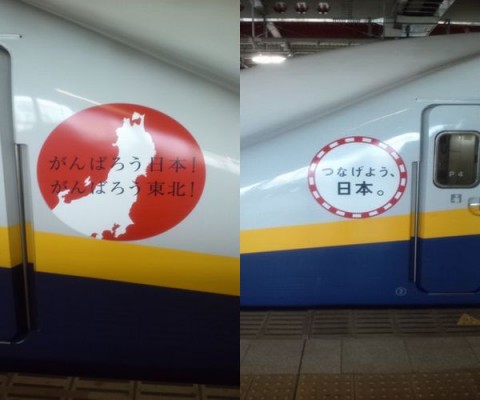 がんばろう日本!
がんばろう東北!
つなげよう、
日本。